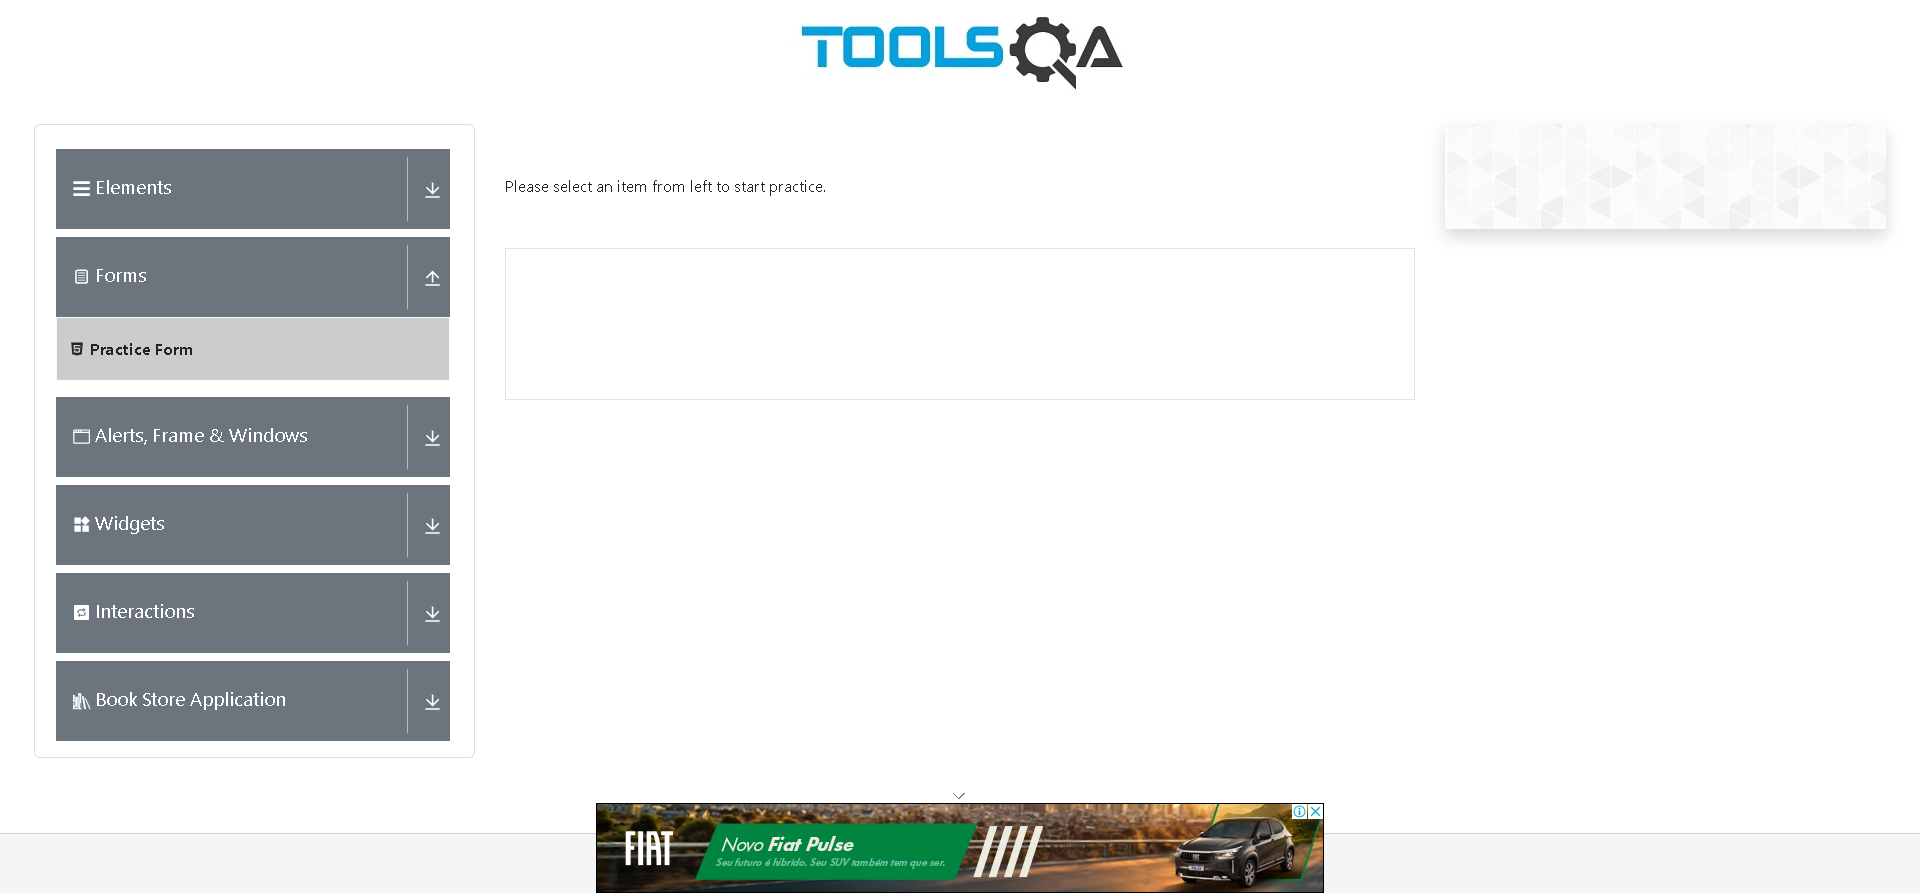 TOOLSQA
Elements
Forms
Practice Form
Alerts, Frame & Windows
Widgets
Interactions
Book Store Application
Please select an item from left to start practice.
FIAT
Novo Fiat Pulse
Seu futuro é híbrido. Seu SUV também tem que ser.